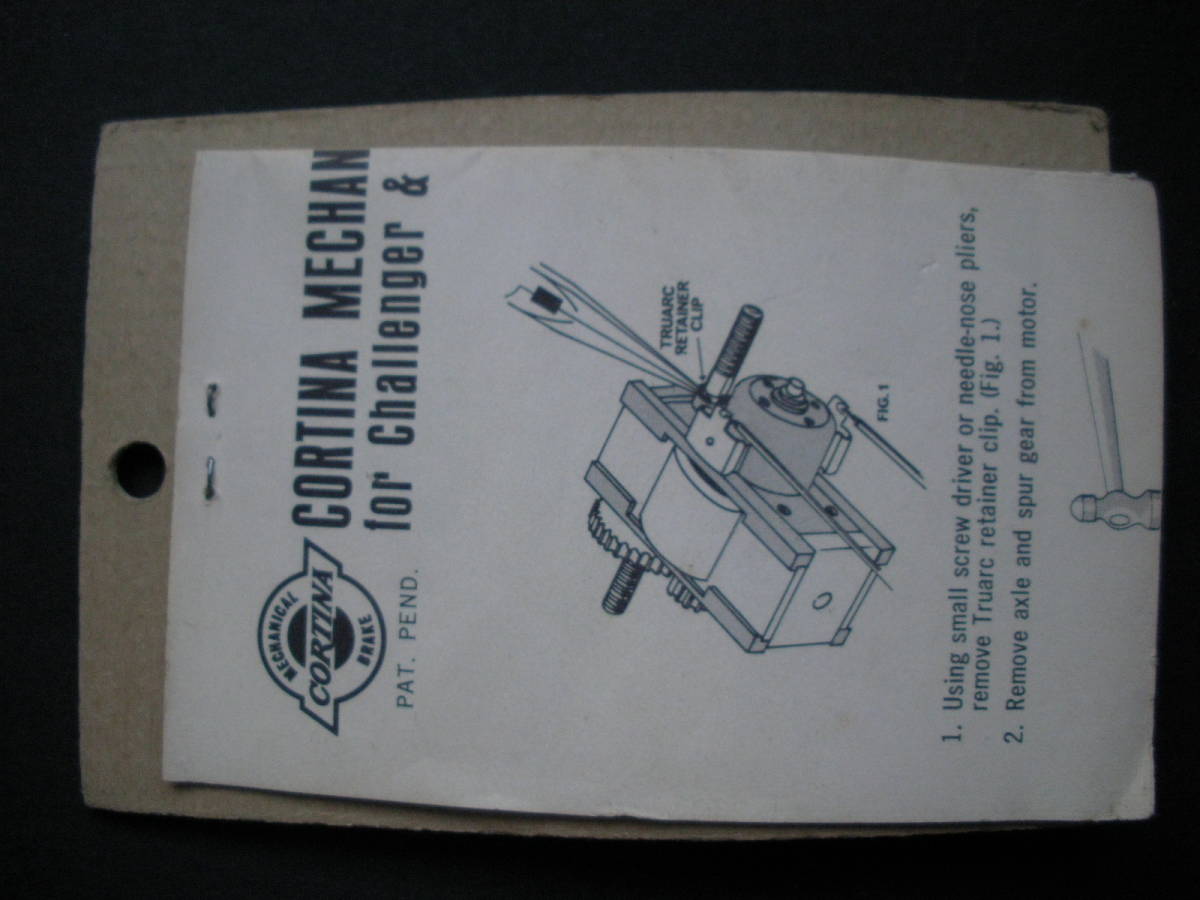 MECHANICAL
CORTINA
BRAKE
CORTINA MECHAN
for Challenger &
PAT. PEND.
TRUARC
RETAINER
CLIP
FIG. 1
1. Using small screw driver or needle-nose pliers,
remove Truarc retainer clip. (Fig. 1.)
2. Remove axle and spur gear from motor.